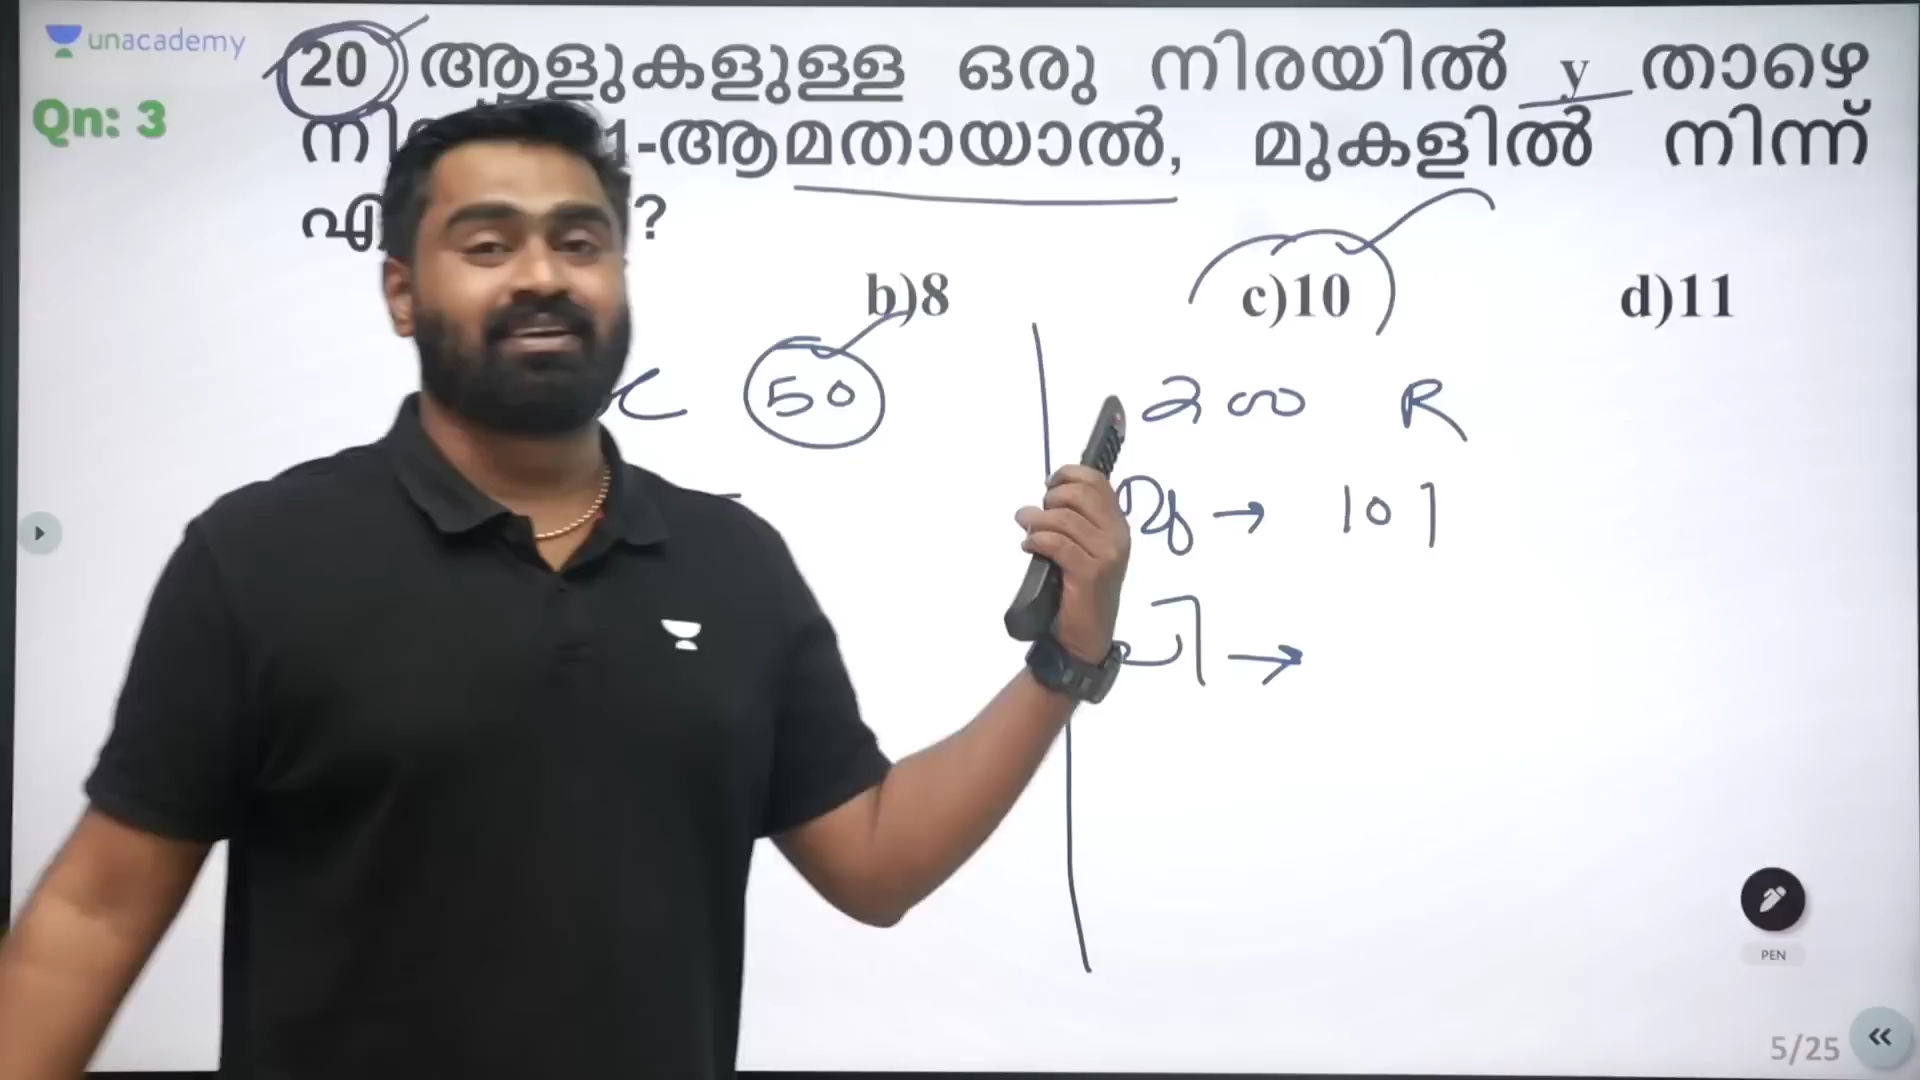 unacademy
Qn: 3
20 ആളുകളുള്ള ഒരു നിരയിൽ y താഴെ
1-ആമതായാൽ, മുകളിൽ നിന്ന്
?
b)8 c)10 d)11
50
200 R
→ 101
→
PEN
5/25